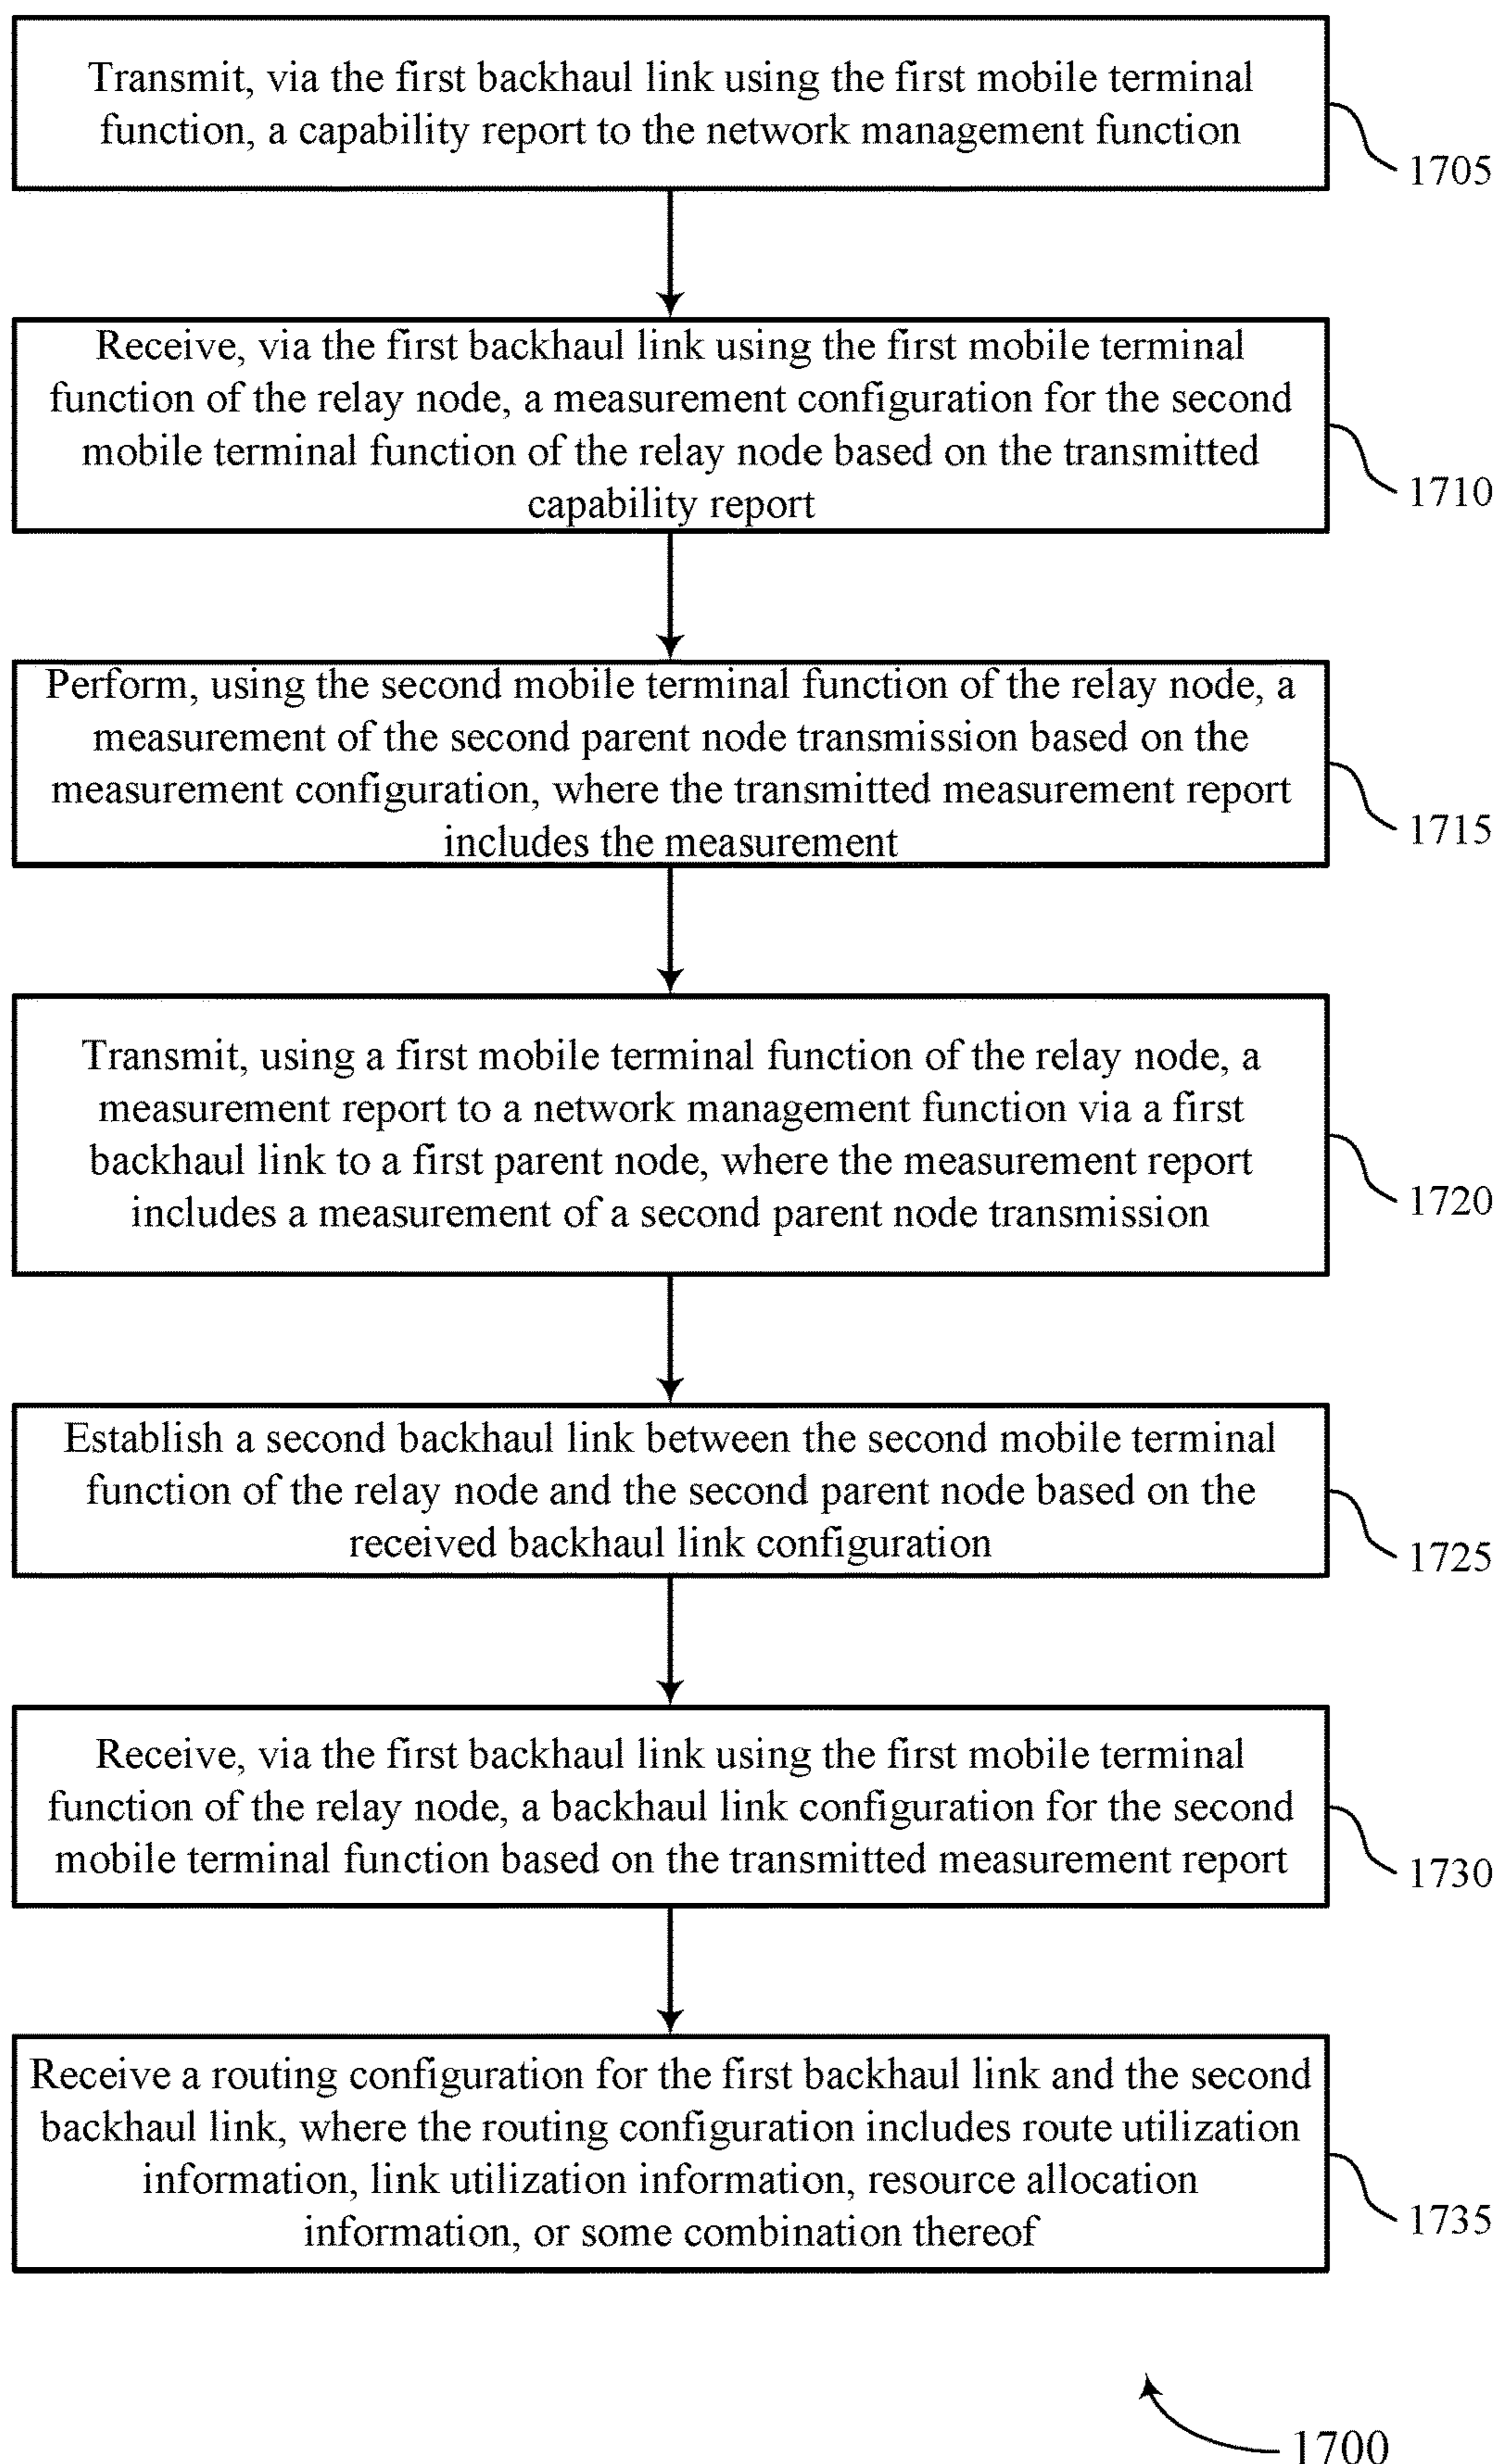 Transmit, via the first backhaul link using the first mobile terminal
function, a capability report to the network management function
1705
Receive, via the first backhaul link using the first mobile terminal
function of the relay node, a measurement configuration for the second
mobile terminal function of the relay node based on the transmitted
capability report
1710
Perform, using the second mobile terminal function of the relay node, a
measurement of the second parent node transmission based on the
measurement configuration, where the transmitted measurement report
includes the measurement
1715
Transmit, using a first mobile terminal function of the relay node, a
measurement report to a network management function via a first
backhaul link to a first parent node, where the measurement report
includes a measurement of a second parent node transmission
1720
Establish a second backhaul link between the second mobile terminal
function of the relay node and the second parent node based on the
received backhaul link configuration
1725
Receive, via the first backhaul link using the first mobile terminal
function of the relay node, a backhaul link configuration for the second
mobile terminal function based on the transmitted measurement report
1730
Receive a routing configuration for the first backhaul link and the second
backhaul link, where the routing configuration includes route utilization
information, link utilization information, resource allocation
information, or some combination thereof
1735
1700